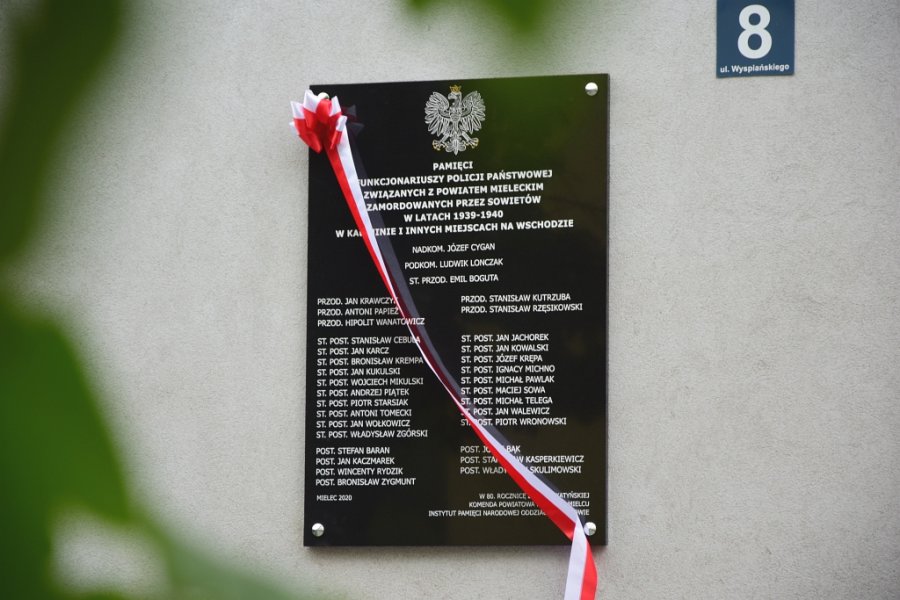 8
ul. Wyspiańskiego
PAMIĘCI
FUNKCJONARIUSZY POLICJI PAŃSTWOWEJ
ZWIĄZANYCH Z POWIATEM MIELECKIM
ZAMORDOWANYCH PRZEZ SOWIETÓW
W LATACH 1939-1940
W I INNYCH MIEJSCACH NA WSCHODZIE
NADKOM. JÓZEF CYGAN
PODKOM. LUDWIK LONCZAK
ST. PRZOD. EMIL BOGUTA
PRZOD. JAN KRAWCZYK
PRZOD. ANTONI PAPIEŻ
PRZOD. HIPOLIT WANATOWICZ
PRZOD. STANISŁAW KUTRZUBA
PRZOD. STANISŁAW RZĘSIKOWSKI
ST. POST. STANISŁAW CEBULA
ST. POST. JAN KARCZ
ST. POST. BRONISŁAW KREMPA
ST. POST. JAN KUKULSKI
ST. POST. WOJCIECH MIKULSKI
ST. POST. ANDRZEJ PIĄTEK
ST. POST. PIOTR STARSIAK
ST. POST. ANTONI TOMECKI
ST. POST. JAN WOŁKOWICZ
ST. POST. WŁADYSŁAW ZGÓRSKI
ST. POST. JAN JACHOREK
ST. POST. JAN KOWALSKI
ST. POST. JÓZEF KRĘPA
ST. POST. IGNACY MICHNO
ST. POST. MICHAŁ PAWLAK
ST. POST. MACIEJ SOWA
ST. POST. MICHAŁ TELEGA
ST. POST. JAN WALEWICZ
ST. POST. PIOTR WRONOWSKI
POST. STEFAN BARAN
POST. JAN KACZMAREK
POST. WINCENTY RYDZIK
POST. BRONISŁAW ZYGMUNT
POST. BĄK
POST. KASPERKIEWICZ
POST. SKULIMOWSKI
MIELEC 2020
W 80. ROCZNICĘ
KOMENDA POWIATOWA
INSTYTUT PAMIĘCI NARODOWEJ ODDZIAŁ